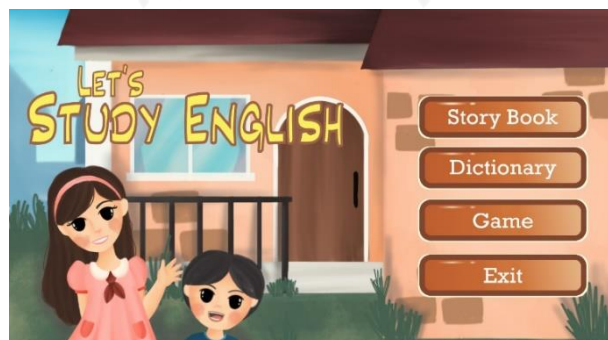 LET'S
STUDY ENGLISH
Story Book
Dictionary
Game
Exit